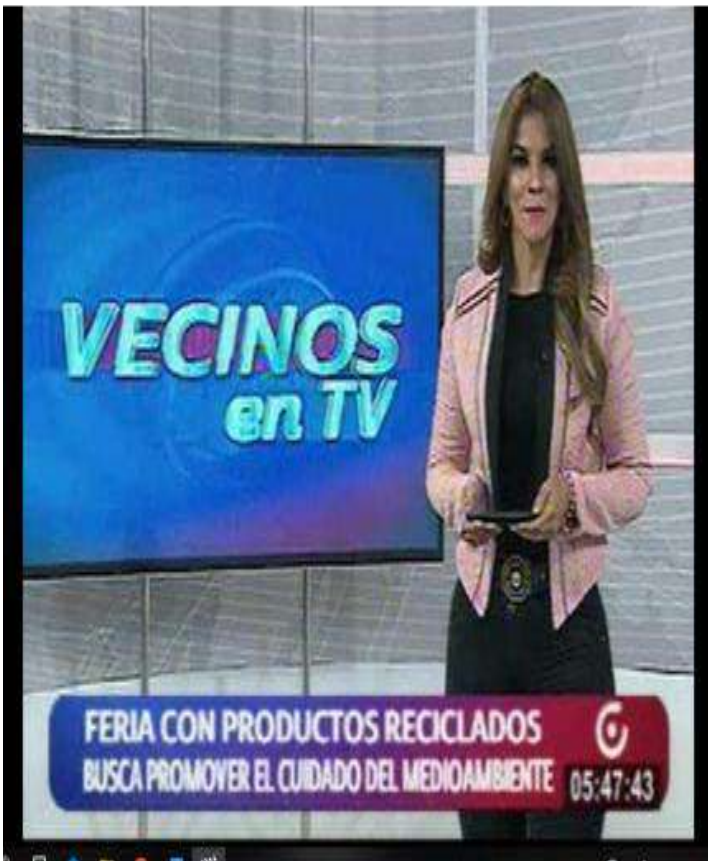 VECINOS
en TV
FERIA CON PRODUCTOS RECICLADOS
BUSCA PROMOVER EL CUIDADO DEL MEDIOAMBIENTE
05:47:43